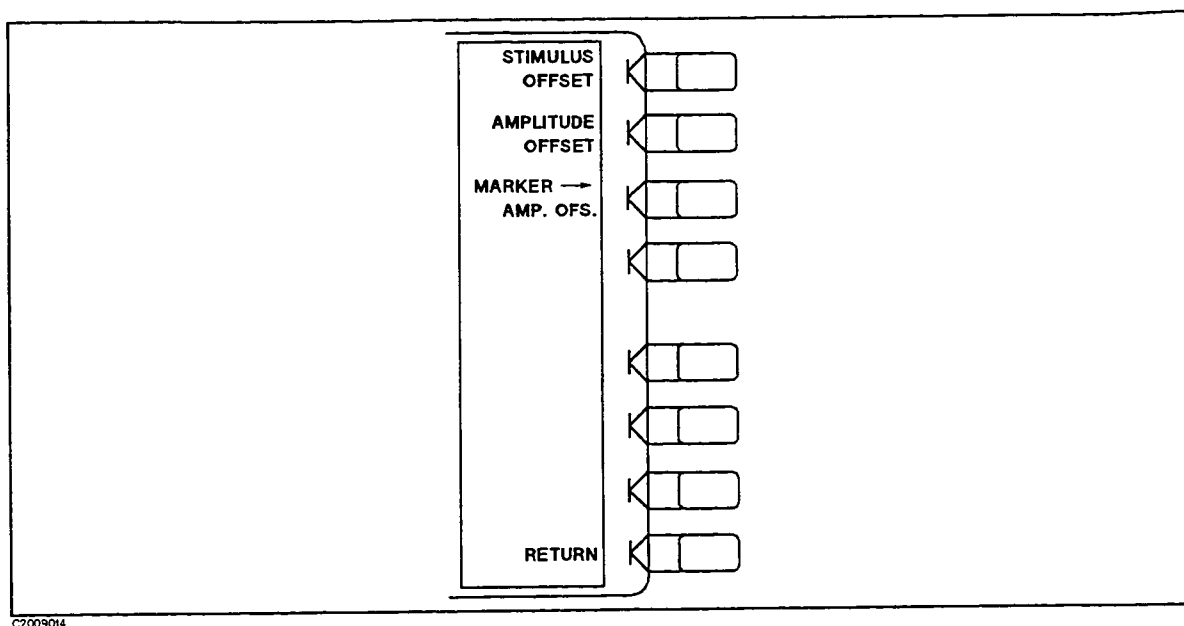 STIMULUS
OFFSET
AMPLITUDE
OFFSET
MARKER →
AMP. OFS.
RETURN
C2009014